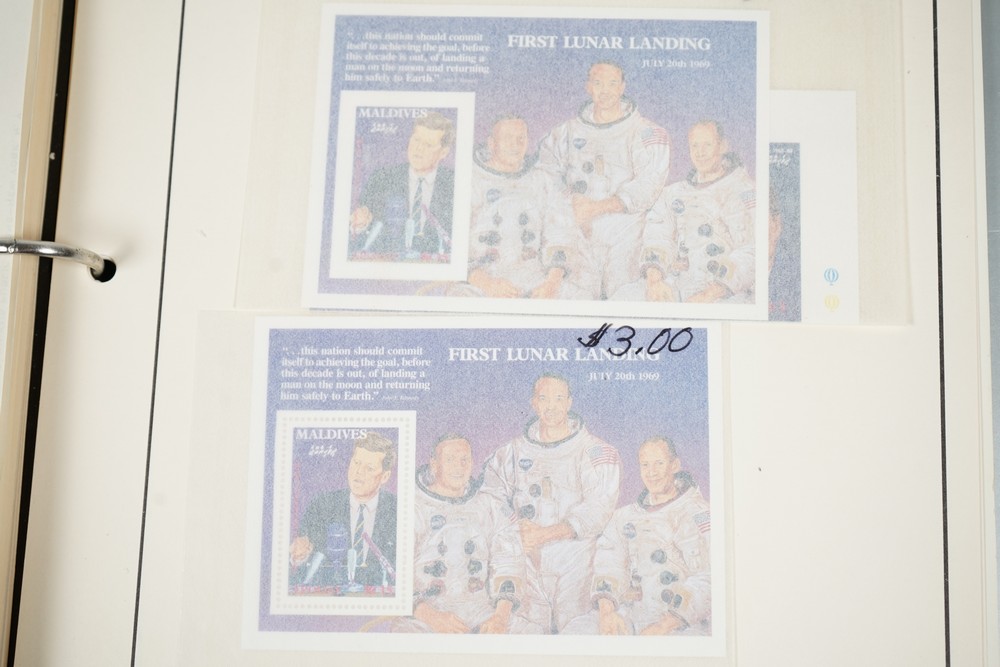 ". . .this nation should commit
itself to achieving the goal, before
this decade is out, of landing a
man on the moon and returning
him safely to Earth."
FIRST LUNAR LANDING
JULY 20th 1969
MALDIVES
$3.00
". . .this nation should commit
itself to achieving the goal, before
this decade is out, of landing a
man on the moon and returning
him safely to Earth."
FIRST LUNAR LANDING
JULY 20th 1969
MALDIVES